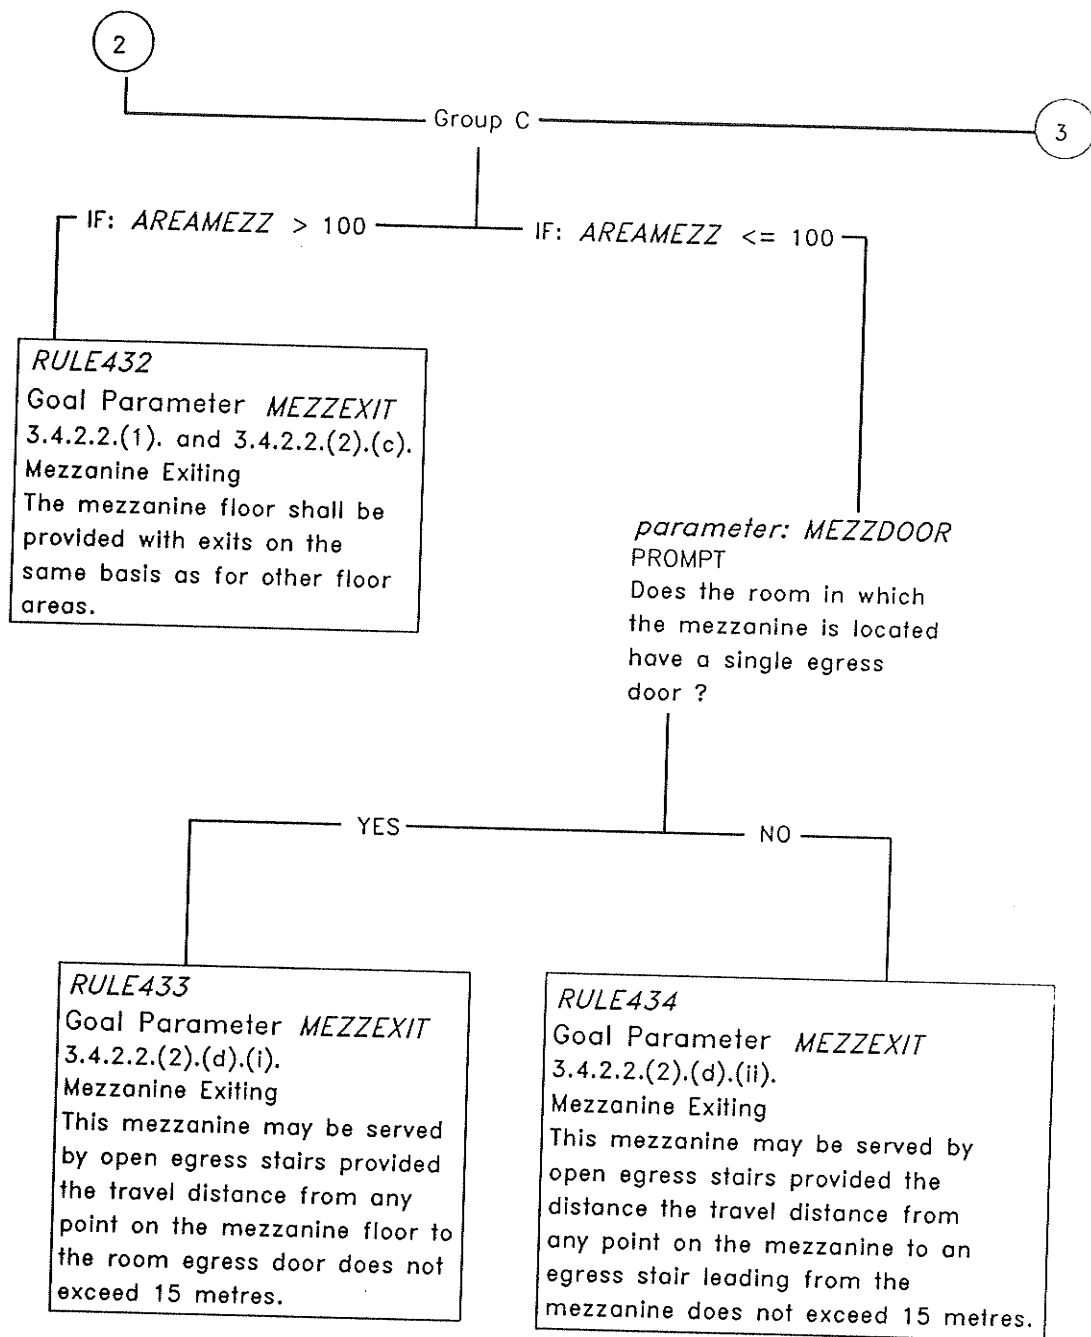 2
Group C
3
IF: AREAMEZZ > 100
IF: AREAMEZZ <= 100
RULE432
Goal Parameter MEZZEXIT
3.4.2.2.(1). and 3.4.2.2.(2).(c).
Mezzanine Exiting
The mezzanine floor shall be
provided with exits on the
same basis as for other floor
areas.
parameter: MEZZDOOR
PROMPT
Does the room in which
the mezzanine is located
have a single egress
door ?
YES
NO
RULE433
Goal Parameter MEZZEXIT
3.4.2.2.(2).(d).(i).
Mezzanine Exiting
This mezzanine may be served
by open egress stairs provided
the travel distance from any
point on the mezzanine floor to
the room egress door does not
exceed 15 metres.
RULE434
Goal Parameter MEZZEXIT
3.4.2.2.(2).(d).(ii).
Mezzanine Exiting
This mezzanine may be served by
open egress stairs provided the
distance the travel distance from
any point on the mezzanine to an
egress stair leading from the
mezzanine does not exceed 15 metres.